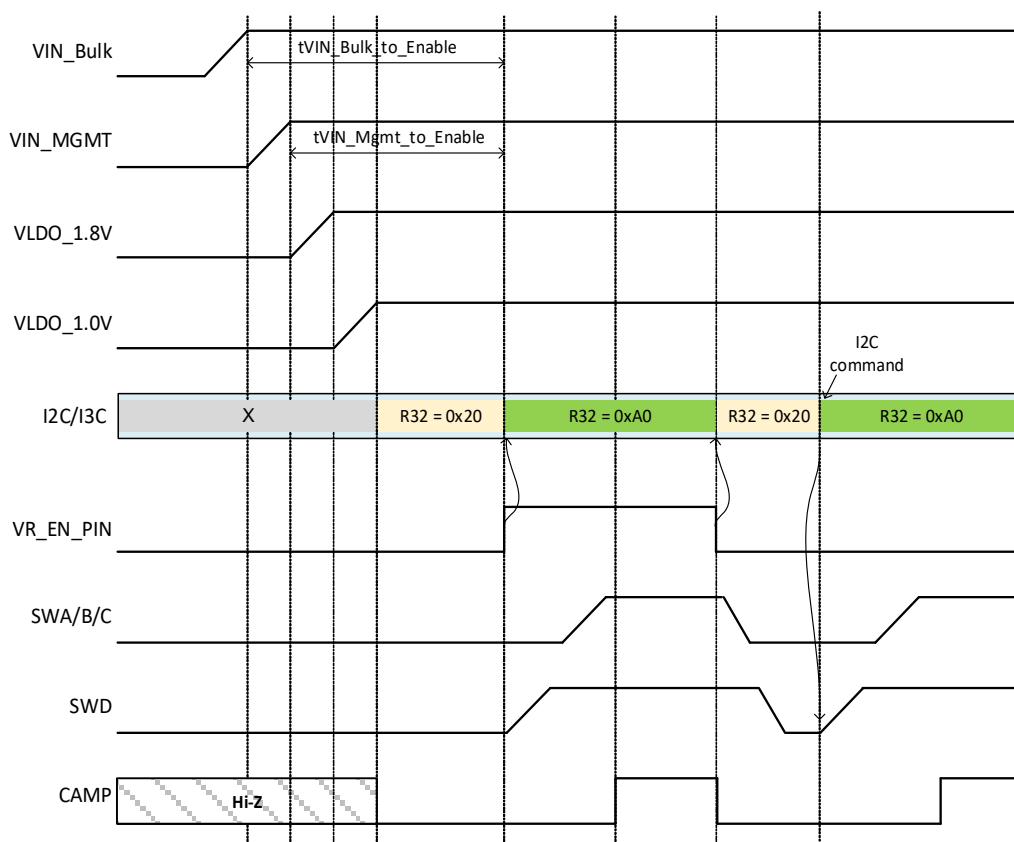 VIN_Bulk
tVIN_Bulk_to_Enable
VIN_MGMT
tVIN_Mgmt_to_Enable
VLDO_1.8V
VLDO_1.0V
I2C
command
I2C/I3C
X
R32 = 0x20
R32 = 0xA0
R32 = 0x20
R32 = 0xA0
VR_EN_PIN
SWA/B/C
SWD
CAMP
Hi-Z